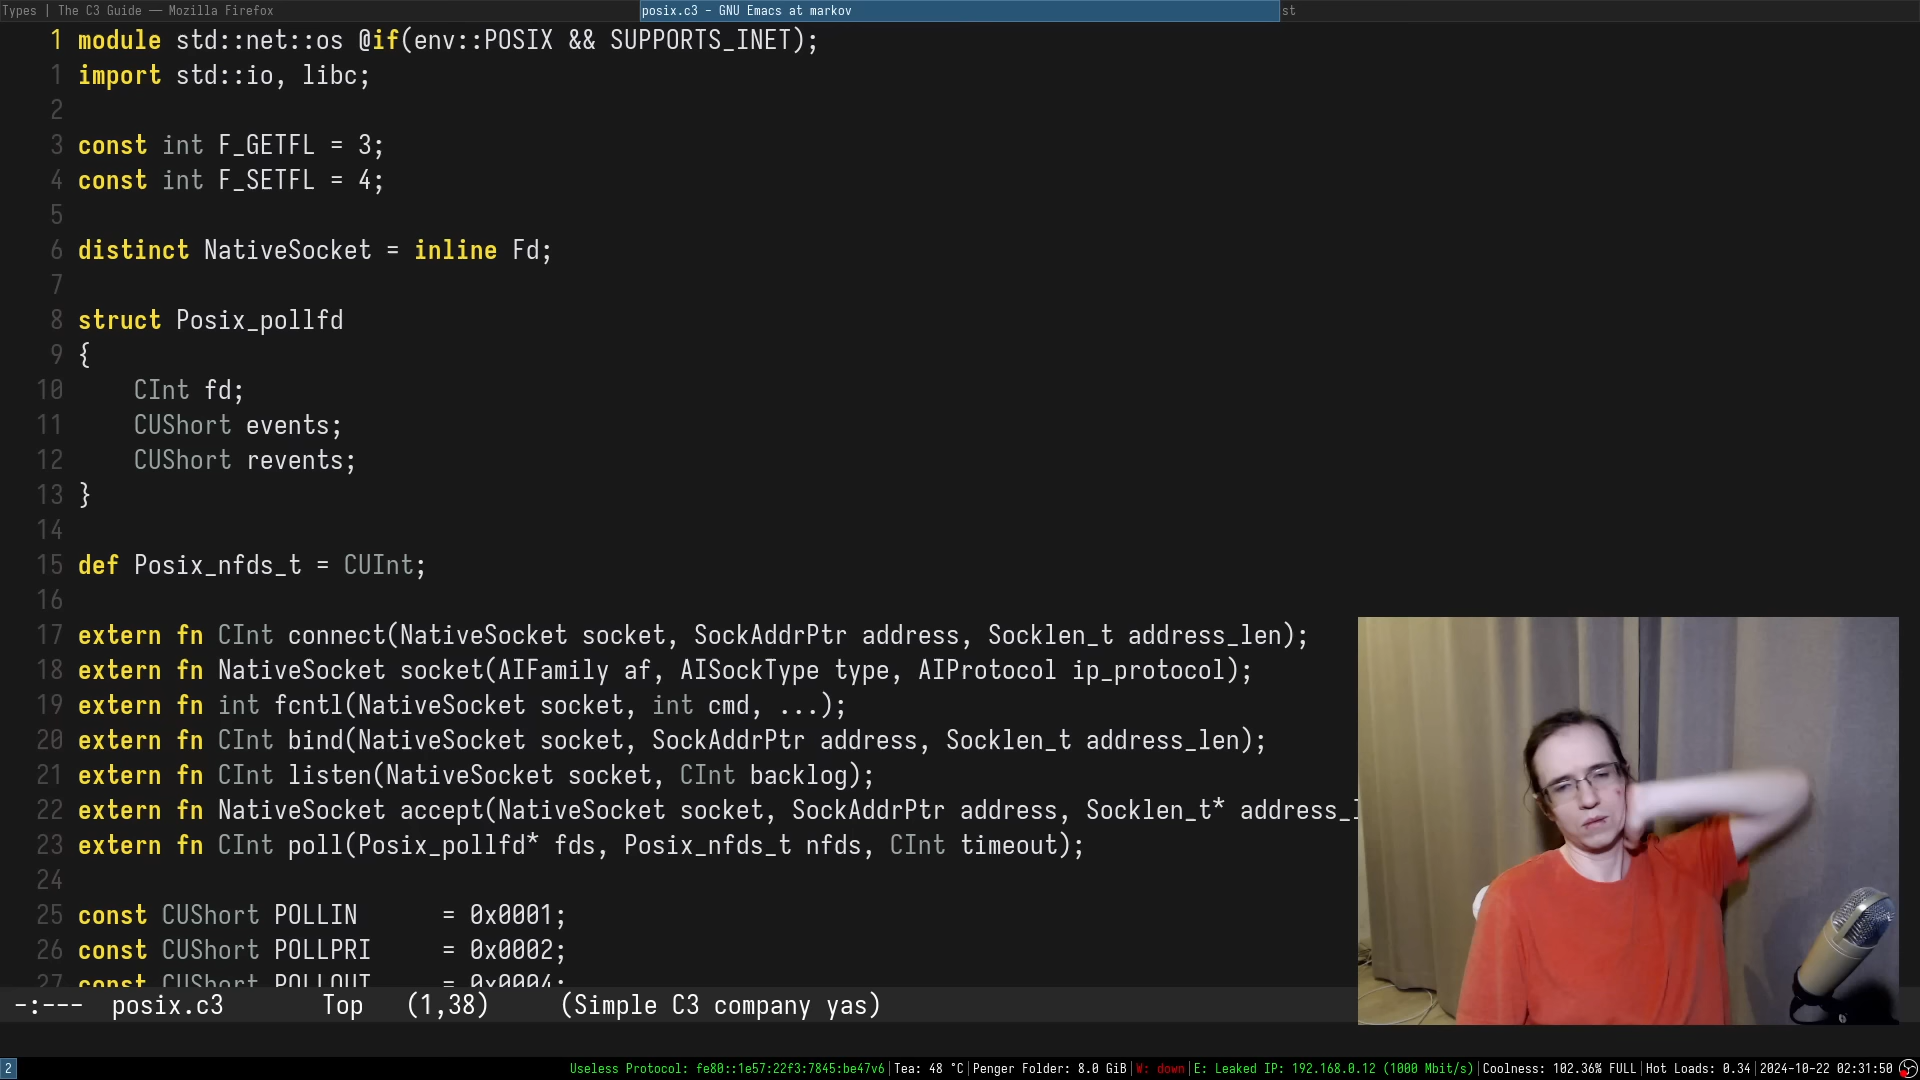 Types | The C3 Guide — Mozilla Firefox
posix.c3 - GNU Emacs at markov
st
1 module std::net::os @if(env::POSIX && SUPPORTS_INET);
1 import std::io, libc;
2
3 const int F_GETFL = 3;
4 const int F_SETFL = 4;
5
6 distinct NativeSocket = inline Fd;
7
8 struct Posix_pollfd
9 {
10     CInt fd;
11     CUShort events;
12     CUShort revents;
13 }
14
15 def Posix_nfds_t = CUInt;
16
17 extern fn CInt connect(NativeSocket socket, SockAddrPtr address, Socklen_t address_len);
18 extern fn NativeSocket socket(AIFamily af, AISockType type, AIProtocol ip_protocol);
19 extern fn int fcntl(NativeSocket socket, int cmd, ...);
20 extern fn CInt bind(NativeSocket socket, SockAddrPtr address, Socklen_t address_len);
21 extern fn CInt listen(NativeSocket socket, CInt backlog);
22 extern fn NativeSocket accept(NativeSocket socket, SockAddrPtr address, Socklen_t* address_l
23 extern fn CInt poll(Posix_pollfd* fds, Posix_nfds_t nfds, CInt timeout);
24
25 const CUShort POLLIN      = 0x0001;
26 const CUShort POLLPRI     = 0x0002;
27 const CUShort POLLOUT     = 0x0004;
-:---  posix.c3       Top   (1,38)     (Simple C3 company yas)
2
Useless Protocol: fe80::1e57:22f3:7845:be47v6|Tea: 48 °C|Penger Folder: 8.0 GiB|W: down|E: Leaked IP: 192.168.0.12 (1000 Mbit/s)|Coolness: 102.36% FULL|Hot Loads: 0.34|2024-10-22 02:31:50